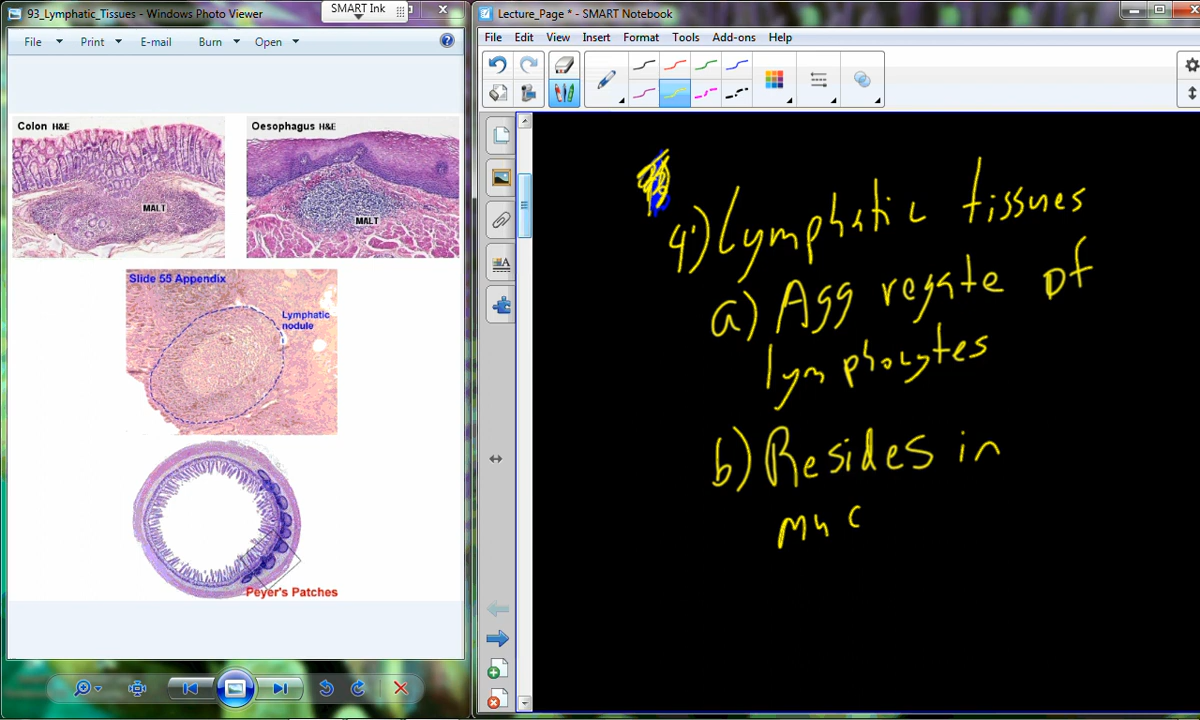 93_Lymphatic_Tissues - Windows Photo Viewer
SMART Ink
File Print E-mail Burn Open
Colon H&E
MALT
Oesophagus H&E
MALT
Slide 55 Appendix
Lymphatic
nodule
Peyer's Patches
Lecture_Page * - SMART Notebook
File Edit View Insert Format Tools Add-ons Help
4) Lymphatic tissues
a) Aggregate of
lymphocytes
b) Resides in
muc